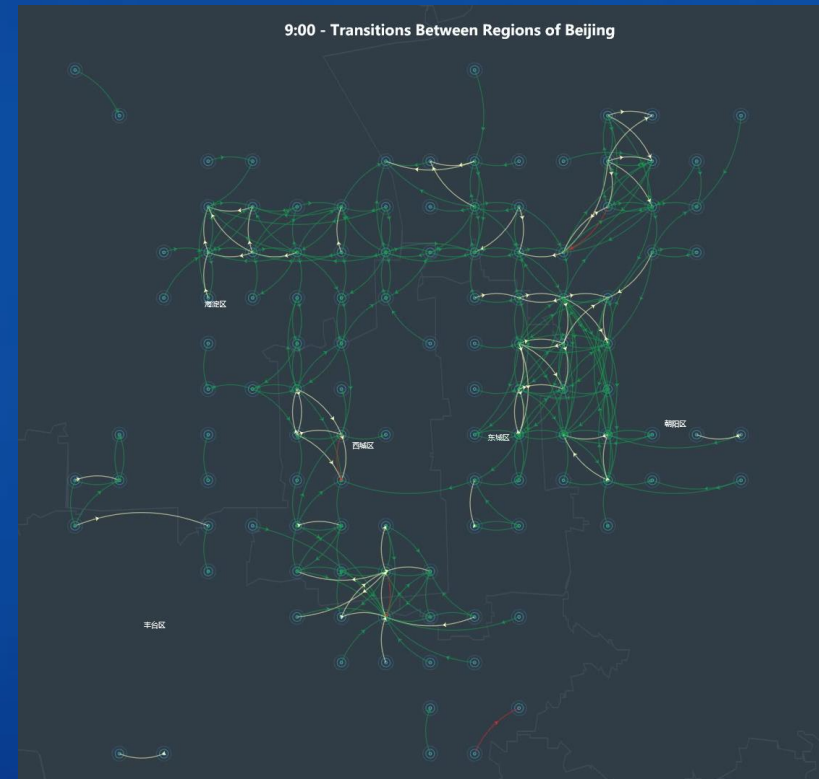 9:00 - Transitions Between Regions of Beijing
海淀区
朝阳区
东城区
西城区
丰台区